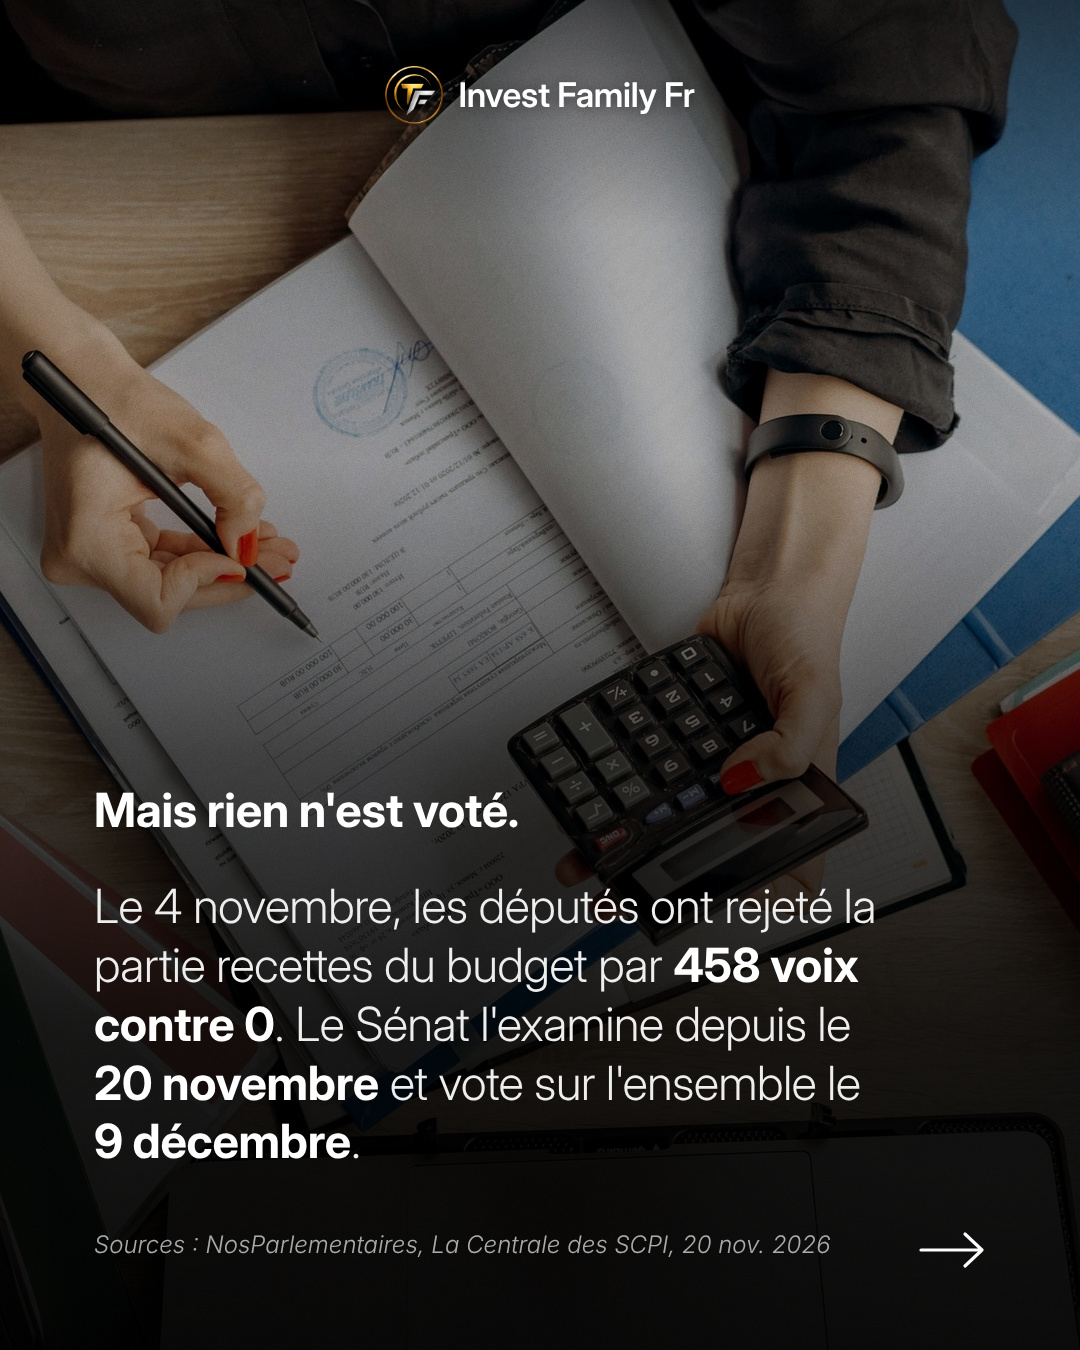 Invest Family Fr
Mais rien n'est voté.
Le 4 novembre, les députés ont rejeté la
partie recettes du budget par 458 voix
contre 0. Le Sénat l'examine depuis le
20 novembre et vote sur l'ensemble le
9 décembre.
Sources : NosParlementaires, La Centrale des SCPI, 20 nov. 2026